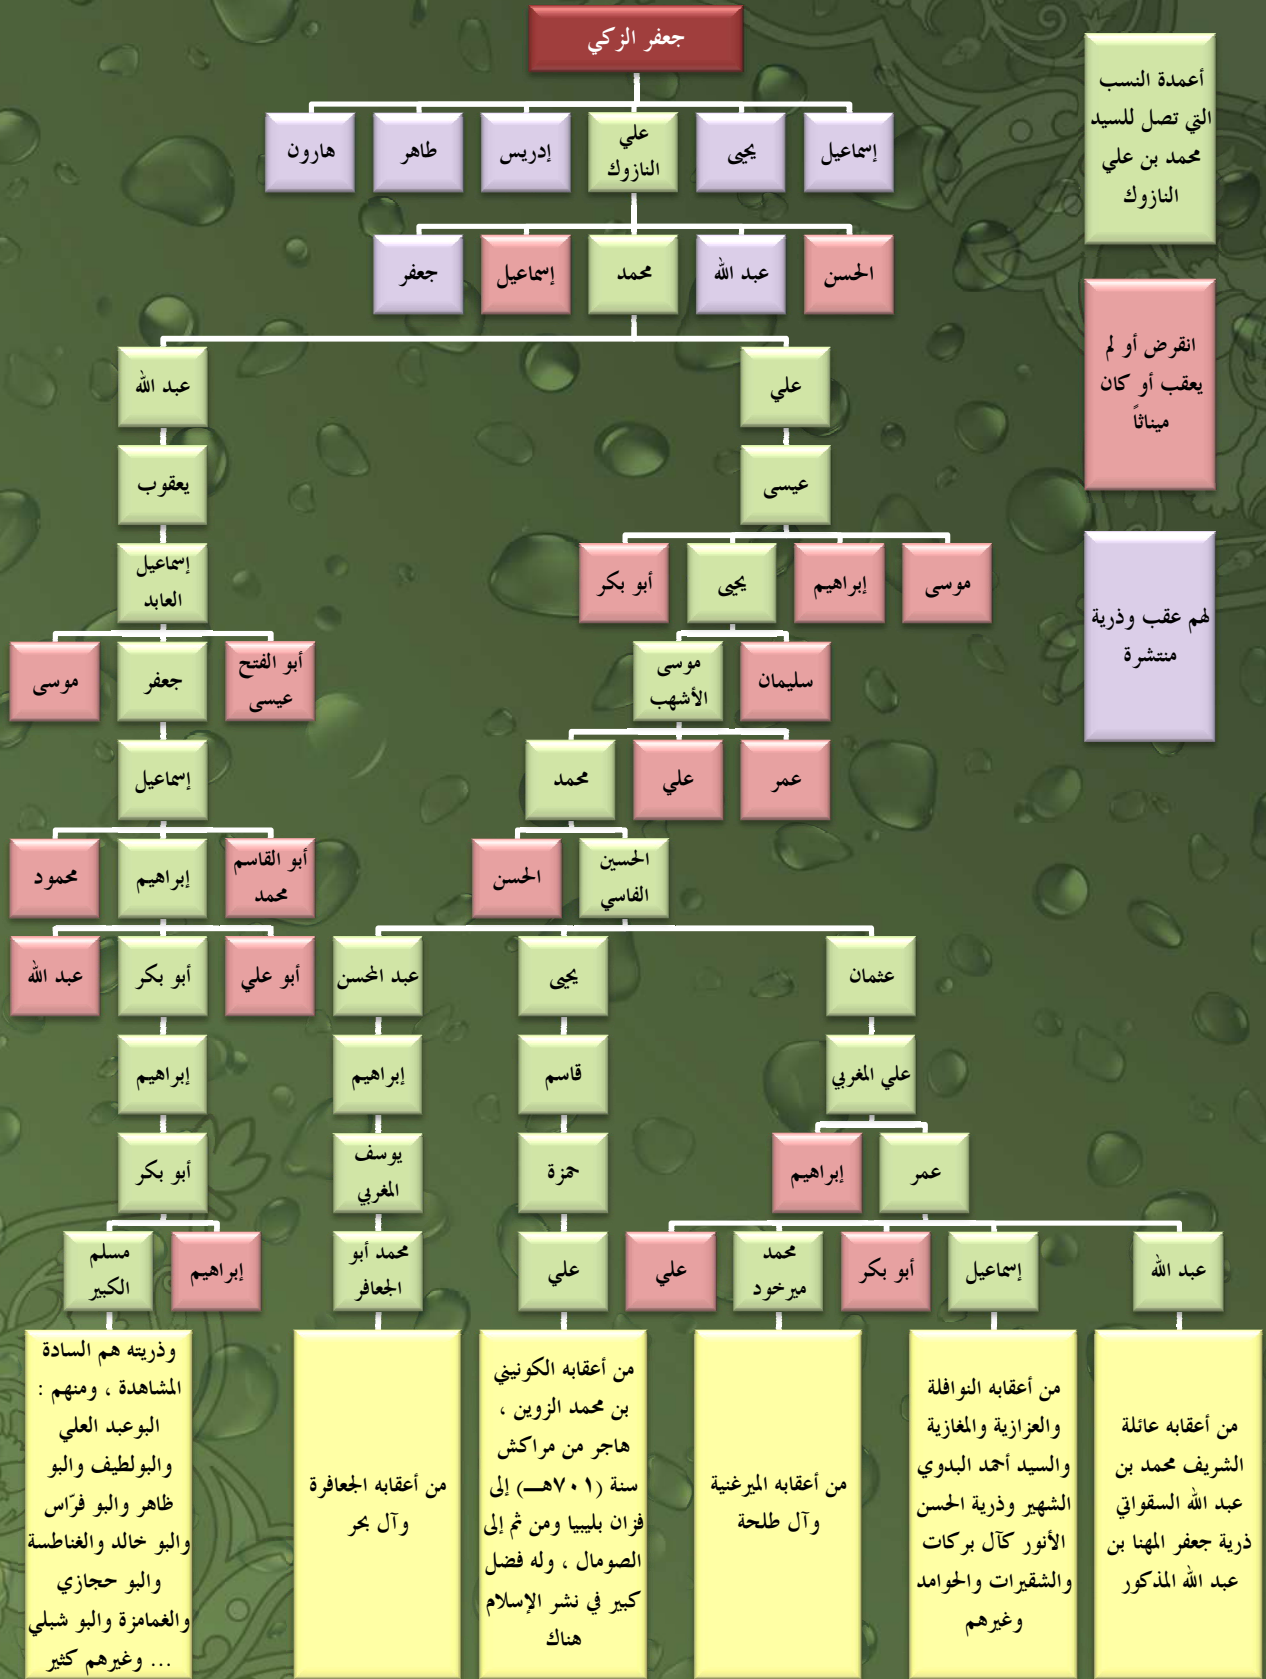 جعفر الزكي
أعمدة النسب
التي تصل للسيد
محمد بن علي
النازوك
انقرض أو لم
يعقب أو كان
ميناثاً
لهم عقب وذرية
منتشرة
إسماعيل
يحيى
علي
النازوك
إدريس
طاهر
هارون
الحسن
عبد الله
محمد
إسماعيل
جعفر
علي
عبد الله
عيسى
يعقوب
موسى
إبراهيم
يحيى
أبو بكر
إسماعيل
العابد
سليمان
موسى
الأشهب
أبو الفتح
عيسى
جعفر
موسى
عمر
علي
محمد
إسماعيل
الحسين
الفاسي
الحسن
أبو القاسم
محمد
إبراهيم
محمود
عثمان
يحيى
عبد المحسن
أبو علي
أبو بكر
عبد الله
علي المغربي
قاسم
إبراهيم
إبراهيم
عمر
إبراهيم
حمزة
يوسف
المغربي
أبو بكر
عبد الله
إسماعيل
أبو بكر
محمد
ميرخود
علي
علي
محمد أبو
الجعافر
إبراهيم
مسلم
الكبير
من أعقابه عائلة
الشريف محمد بن
عبد الله السقواتي
ذرية جعفر المهنا بن
عبد الله المذكور
من أعقابه النوافلة
والعزازية والمغازية
والسيد أحمد البدوي
الشهير وذرية الحسن
الأنور كآل بركات
والشقيرات والحوامد
وغيرهم
من أعقابه الميرغنية
وآل طلحة
من أعقابه الكونيني
بن محمد الزوين ،
هاجر من مراكش
سنة (٧٠١هـ) إلى
فزان بليبيا ومن ثم إلى
الصومال ، وله فضل
كبير في نشر الإسلام
هناك
من أعقابه الجعافرة
وآل بحر
وذريته هم السادة
المشاهدة ، ومنهم :
البوعبد العلي
والبولطيف والبو
ظاهر والبو فرّاس
والبو خالد والغناطسة
والبو حجازي
والغمامزة والبو شبلي
... وغيرهم كثير